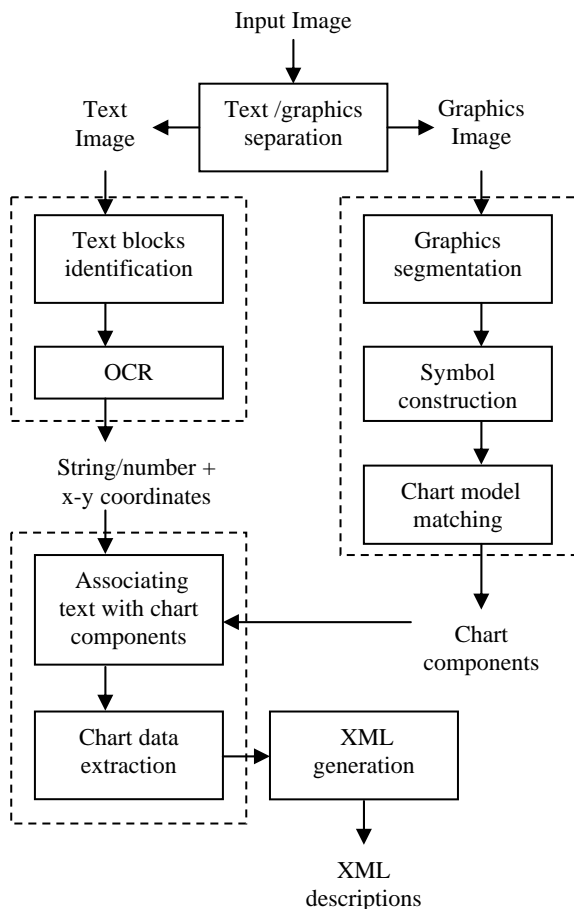 Input Image
Text /graphics
separation
Text
Image
Graphics
Image
Text blocks
identification
OCR
String/number +
x-y coordinates
Graphics
segmentation
Symbol
construction
Chart model
matching
Chart
components
Associating
text with chart
components
Chart data
extraction
XML
generation
XML
descriptions